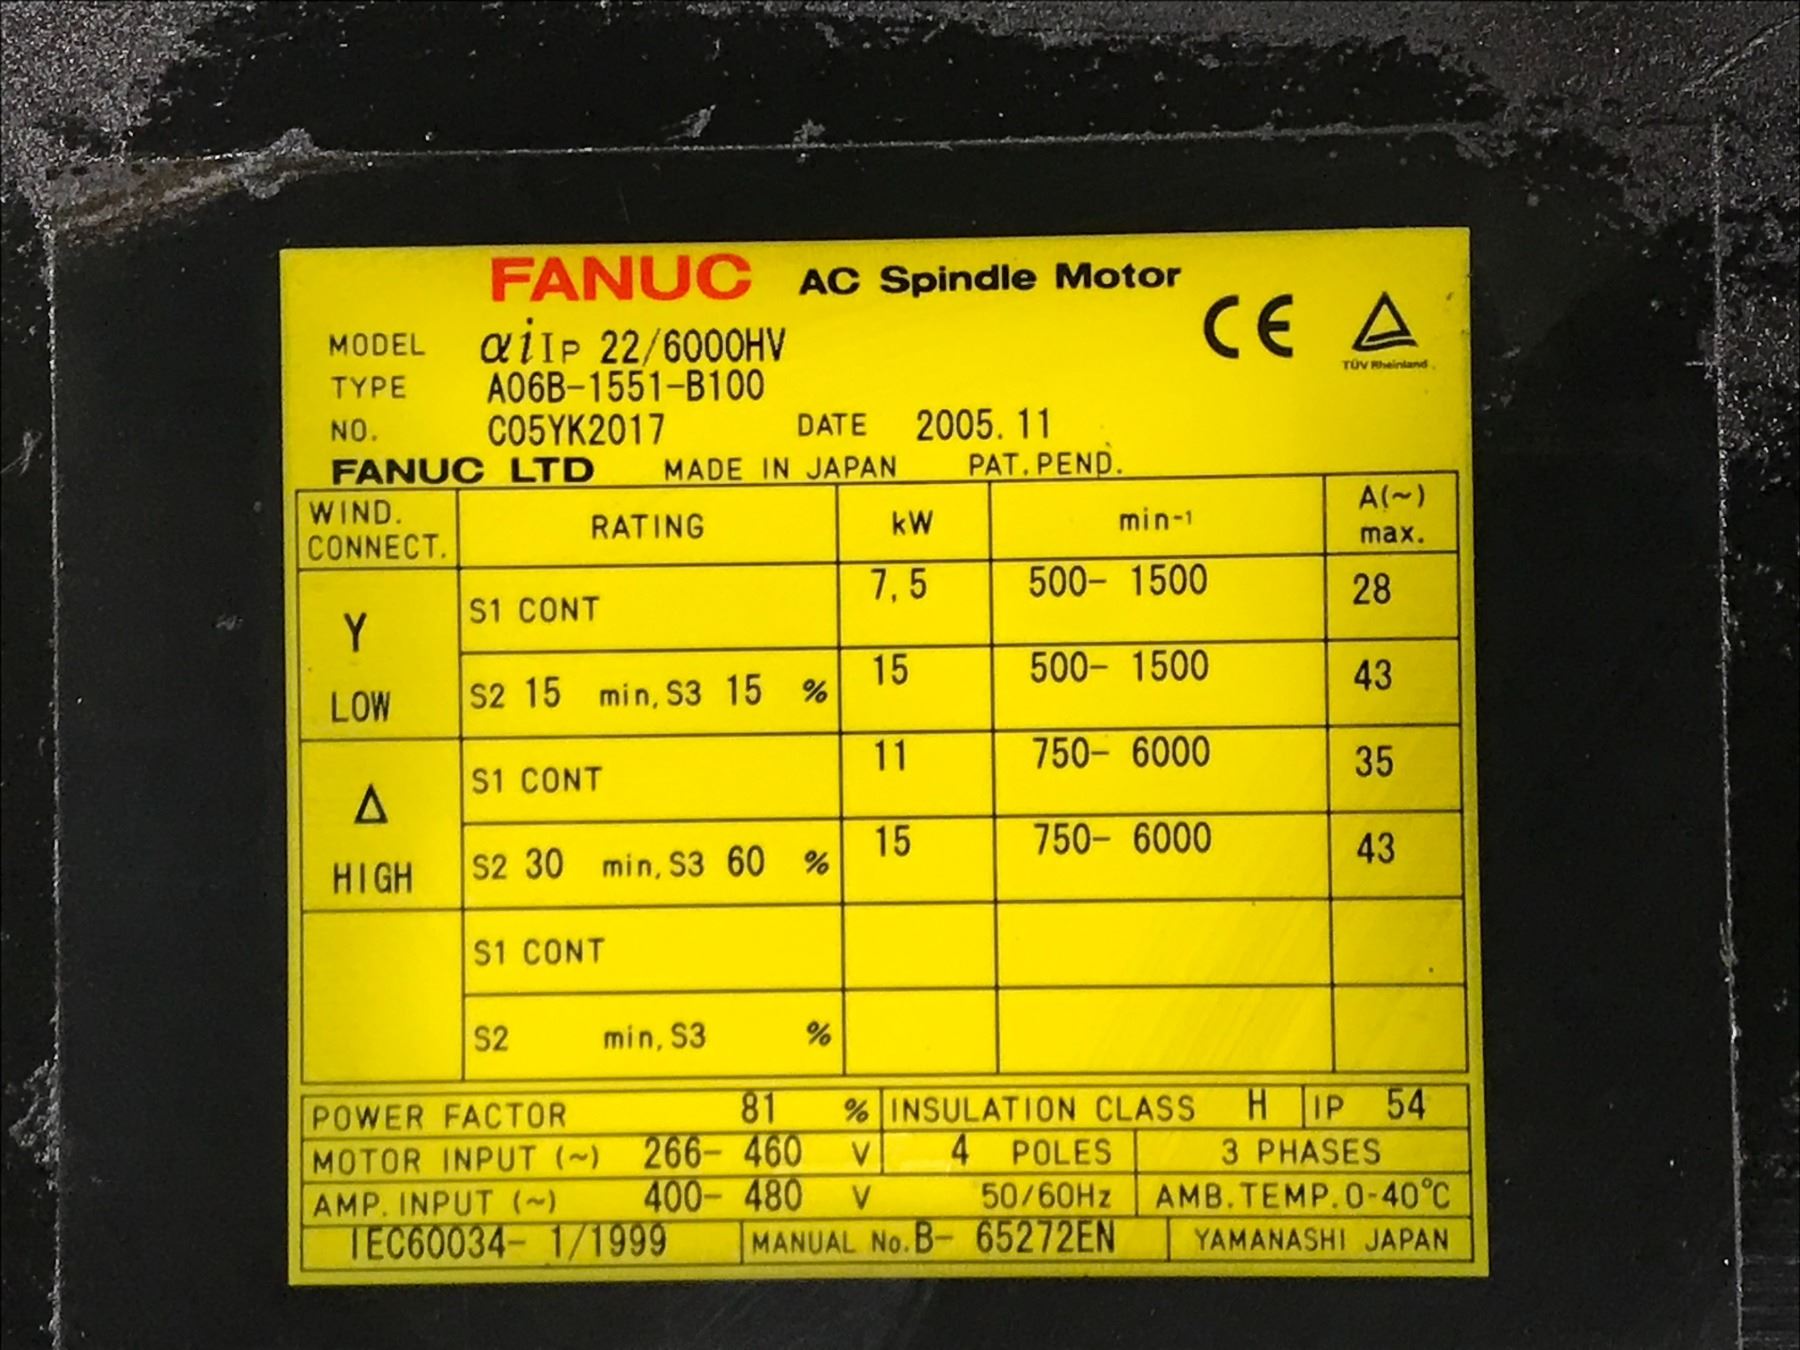 FANUC AC Spindle Motor
MODEL αiIP 22/6000HV
CE
TÜV Rheinland
TYPE A06B-1551-B100
NO. C05YK2017 DATE 2005.11
FANUC LTD MADE IN JAPAN PAT.PEND.
WIND. CONNECT. RATING kW min-1 A(~) max.
Y LOW S1 CONT 7,5 500- 1500 28
S2 15 min,S3 15 % 15 500- 1500 43
Δ HIGH S1 CONT 11 750- 6000 35
S2 30 min,S3 60 % 15 750- 6000 43
S1 CONT
S2 min,S3 %
POWER FACTOR 81 % INSULATION CLASS H IP 54
MOTOR INPUT (~) 266- 460 V 4 POLES 3 PHASES
AMP.INPUT (~) 400- 480 V 50/60Hz AMB.TEMP.0-40°C
IEC60034- 1/1999 MANUAL No.B- 65272EN YAMANASHI JAPAN